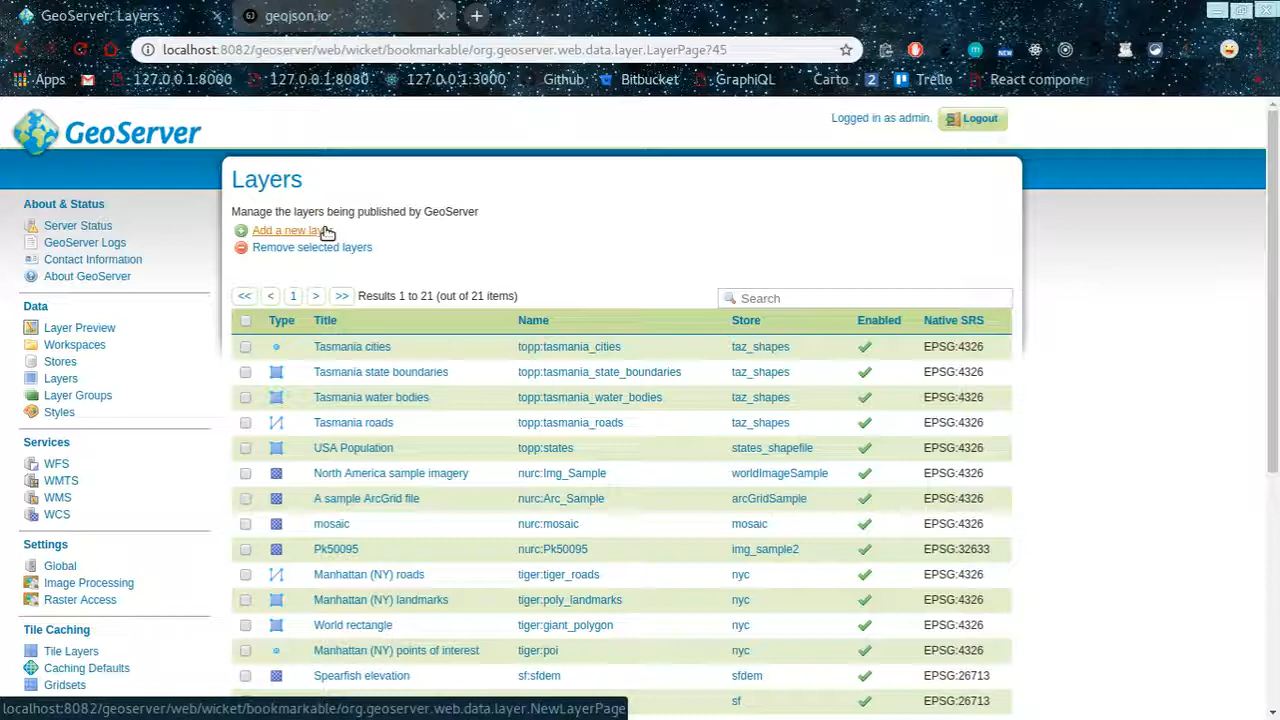 GeoServer: Layers
geojson.io
localhost:8082/geoserver/web/wicket/bookmarkable/org.geoserver.web.data.layer.LayerPage?45
Apps 127.0.0.1:8000 127.0.0.1:8080 127.0.0.1:3000 Github Bitbucket GraphiQL Carto 2 Trello React compone
GeoServer
Logged in as admin. Logout
Layers
Manage the layers being published by GeoServer
Add a new
Remove selected layers
<< < 1 > >> Results 1 to 21 (out of 21 items) Search
Type Title Name Store Enabled Native SRS
Tasmania cities topp:tasmania_cities taz_shapes EPSG:4326
Tasmania state boundaries topp:tasmania_state_boundaries taz_shapes EPSG:4326
Tasmania water bodies topp:tasmania_water_bodies taz_shapes EPSG:4326
Tasmania roads topp:tasmania_roads taz_shapes EPSG:4326
USA Population topp:states states_shapefile EPSG:4326
North America sample imagery nurc:Img_Sample worldImageSample EPSG:4326
A sample ArcGrid file nurc:Arc_Sample arcGridSample EPSG:4326
mosaic nurc:mosaic mosaic EPSG:4326
Pk50095 nurc:Pk50095 img_sample2 EPSG:32633
Manhattan (NY) roads tiger:tiger_roads nyc EPSG:4326
Manhattan (NY) landmarks tiger:poly_landmarks nyc EPSG:4326
World rectangle tiger:giant_polygon nyc EPSG:4326
Manhattan (NY) points of interest tiger:poi nyc EPSG:4326
Spearfish elevation sf:sfdem sfdem EPSG:26713
sf EPSG:26713
About & Status
Server Status
GeoServer Logs
Contact Information
About GeoServer
Data
Layer Preview
Workspaces
Stores
Layers
Layer Groups
Styles
Services
WFS
WMTS
WMS
WCS
Settings
Global
Image Processing
Raster Access
Tile Caching
Tile Layers
Caching Defaults
Gridsets
localhost:8082/geoserver/web/wicket/bookmarkable/org.geoserver.web.data.layer.NewLayerPage